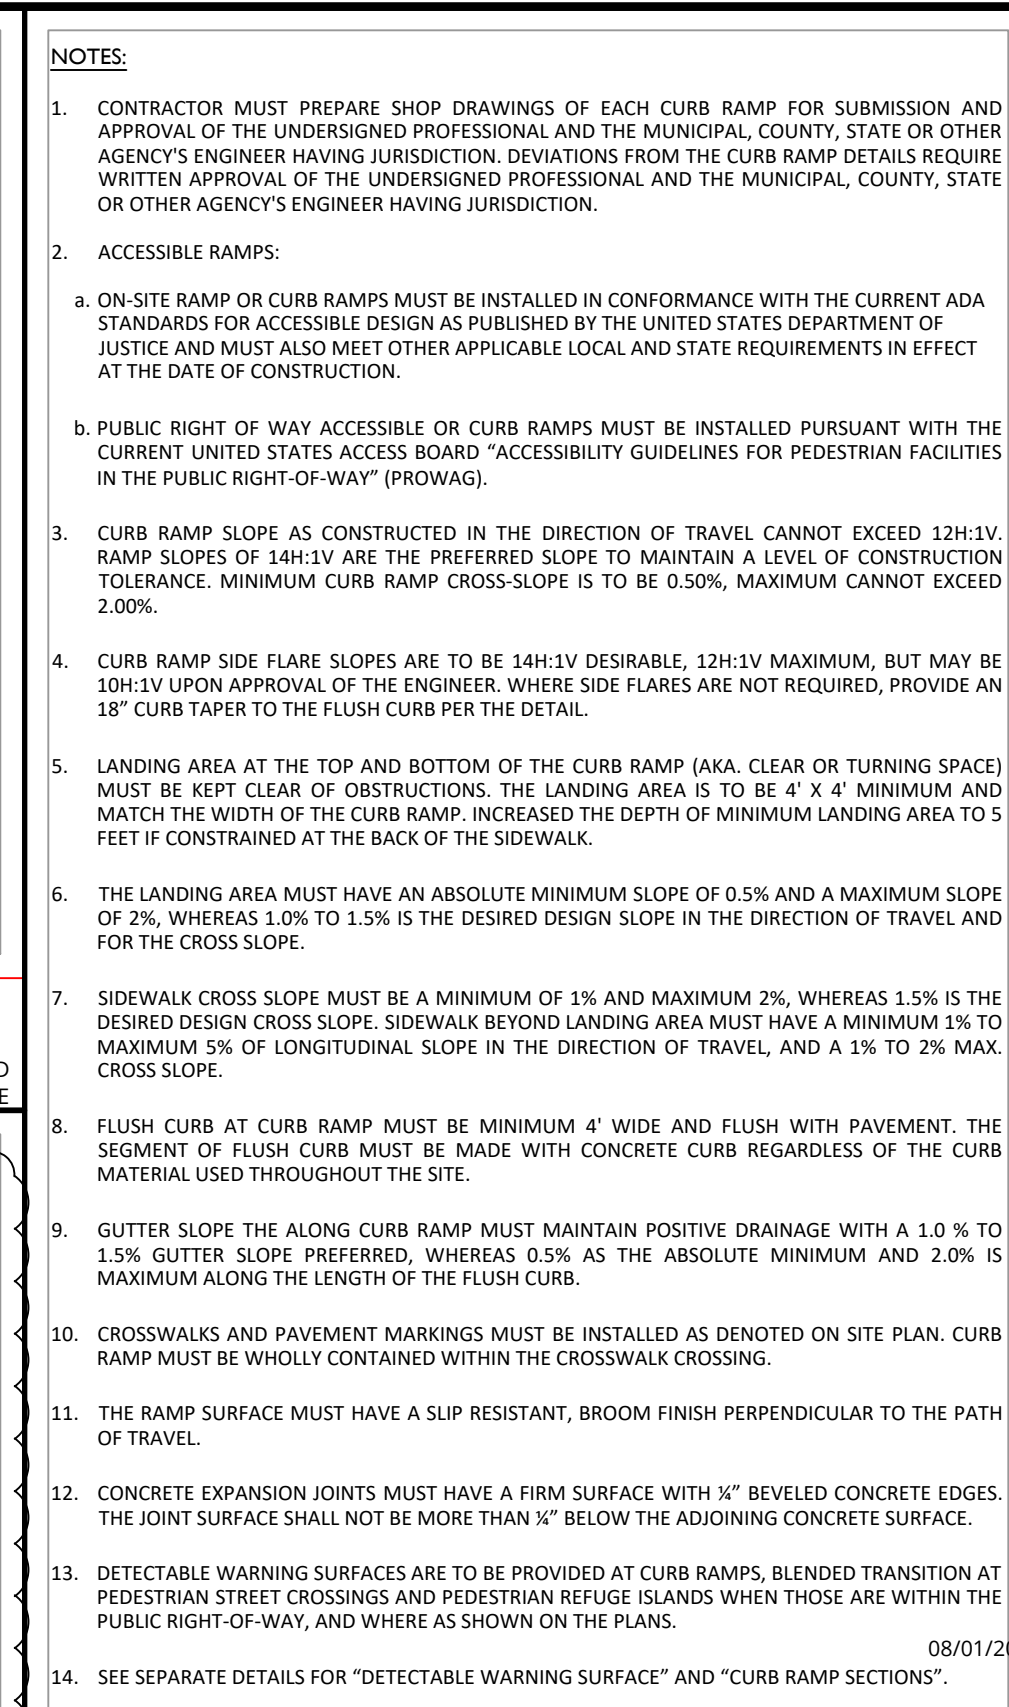 NOTES:
1. CONTRACTOR MUST PREPARE SHOP DRAWINGS OF EACH CURB RAMP FOR SUBMISSION AND
APPROVAL OF THE UNDERSIGNED PROFESSIONAL AND THE MUNICIPAL, COUNTY, STATE OR OTHER
AGENCY'S ENGINEER HAVING JURISDICTION. DEVIATIONS FROM THE CURB RAMP DETAILS REQUIRE
WRITTEN APPROVAL OF THE UNDERSIGNED PROFESSIONAL AND THE MUNICIPAL, COUNTY, STATE
OR OTHER AGENCY'S ENGINEER HAVING JURISDICTION.
2. ACCESSIBLE RAMPS:
a. ON-SITE RAMP OR CURB RAMPS MUST BE INSTALLED IN CONFORMANCE WITH THE CURRENT ADA
STANDARDS FOR ACCESSIBLE DESIGN AS PUBLISHED BY THE UNITED STATES DEPARTMENT OF
JUSTICE AND MUST ALSO MEET OTHER APPLICABLE LOCAL AND STATE REQUIREMENTS IN EFFECT
AT THE DATE OF CONSTRUCTION.
b. PUBLIC RIGHT OF WAY ACCESSIBLE OR CURB RAMPS MUST BE INSTALLED PURSUANT WITH THE
CURRENT UNITED STATES ACCESS BOARD “ACCESSIBILITY GUIDELINES FOR PEDESTRIAN FACILITIES
IN THE PUBLIC RIGHT-OF-WAY” (PROWAG).
3. CURB RAMP SLOPE AS CONSTRUCTED IN THE DIRECTION OF TRAVEL CANNOT EXCEED 12H:1V.
RAMP SLOPES OF 14H:1V ARE THE PREFERRED SLOPE TO MAINTAIN A LEVEL OF CONSTRUCTION
TOLERANCE. MINIMUM CURB RAMP CROSS-SLOPE IS TO BE 0.50%, MAXIMUM CANNOT EXCEED
2.00%.
4. CURB RAMP SIDE FLARE SLOPES ARE TO BE 14H:1V DESIRABLE, 12H:1V MAXIMUM, BUT MAY BE
10H:1V UPON APPROVAL OF THE ENGINEER. WHERE SIDE FLARES ARE NOT REQUIRED, PROVIDE AN
18” CURB TAPER TO THE FLUSH CURB PER THE DETAIL.
5. LANDING AREA AT THE TOP AND BOTTOM OF THE CURB RAMP (AKA. CLEAR OR TURNING SPACE)
MUST BE KEPT CLEAR OF OBSTRUCTIONS. THE LANDING AREA IS TO BE 4' X 4' MINIMUM AND
MATCH THE WIDTH OF THE CURB RAMP. INCREASED THE DEPTH OF MINIMUM LANDING AREA TO 5
FEET IF CONSTRAINED AT THE BACK OF THE SIDEWALK.
6. THE LANDING AREA MUST HAVE AN ABSOLUTE MINIMUM SLOPE OF 0.5% AND A MAXIMUM SLOPE
OF 2%, WHEREAS 1.0% TO 1.5% IS THE DESIRED DESIGN SLOPE IN THE DIRECTION OF TRAVEL AND
FOR THE CROSS SLOPE.
7. SIDEWALK CROSS SLOPE MUST BE A MINIMUM OF 1% AND MAXIMUM 2%, WHEREAS 1.5% IS THE
DESIRED DESIGN CROSS SLOPE. SIDEWALK BEYOND LANDING AREA MUST HAVE A MINIMUM 1% TO
MAXIMUM 5% OF LONGITUDINAL SLOPE IN THE DIRECTION OF TRAVEL, AND A 1% TO 2% MAX.
CROSS SLOPE.
8. FLUSH CURB AT CURB RAMP MUST BE MINIMUM 4' WIDE AND FLUSH WITH PAVEMENT. THE
SEGMENT OF FLUSH CURB MUST BE MADE WITH CONCRETE CURB REGARDLESS OF THE CURB
MATERIAL USED THROUGHOUT THE SITE.
9. GUTTER SLOPE THE ALONG CURB RAMP MUST MAINTAIN POSITIVE DRAINAGE WITH A 1.0 % TO
1.5% GUTTER SLOPE PREFERRED, WHEREAS 0.5% AS THE ABSOLUTE MINIMUM AND 2.0% IS
MAXIMUM ALONG THE LENGTH OF THE FLUSH CURB.
10. CROSSWALKS AND PAVEMENT MARKINGS MUST BE INSTALLED AS DENOTED ON SITE PLAN. CURB
RAMP MUST BE WHOLLY CONTAINED WITHIN THE CROSSWALK CROSSING.
11. THE RAMP SURFACE MUST HAVE A SLIP RESISTANT, BROOM FINISH PERPENDICULAR TO THE PATH
OF TRAVEL.
12. CONCRETE EXPANSION JOINTS MUST HAVE A FIRM SURFACE WITH ¼” BEVELED CONCRETE EDGES.
THE JOINT SURFACE SHALL NOT BE MORE THAN ¼” BELOW THE ADJOINING CONCRETE SURFACE.
13. DETECTABLE WARNING SURFACES ARE TO BE PROVIDED AT CURB RAMPS, BLENDED TRANSITION AT
PEDESTRIAN STREET CROSSINGS AND PEDESTRIAN REFUGE ISLANDS WHEN THOSE ARE WITHIN THE
PUBLIC RIGHT-OF-WAY, AND WHERE AS SHOWN ON THE PLANS.
08/01/20
14. SEE SEPARATE DETAILS FOR “DETECTABLE WARNING SURFACE” AND “CURB RAMP SECTIONS”.